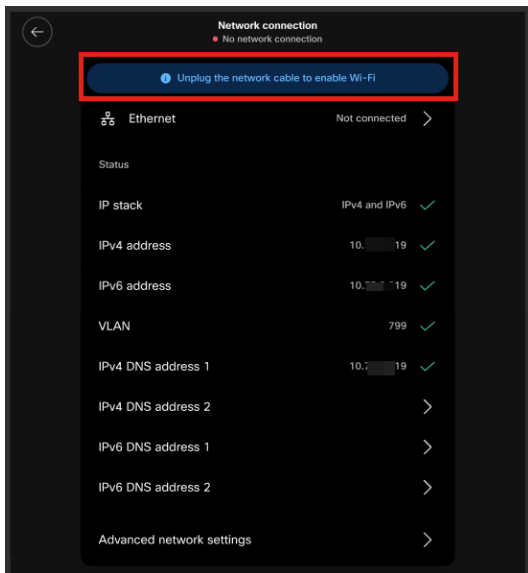 Network connection
No network connection
Unplug the network cable to enable Wi-Fi
Ethernet Not connected
Status
IP stack IPv4 and IPv6
IPv4 address 10. 19
IPv6 address 10. 19
VLAN 799
IPv4 DNS address 1 10. 19
IPv4 DNS address 2
IPv6 DNS address 1
IPv6 DNS address 2
Advanced network settings